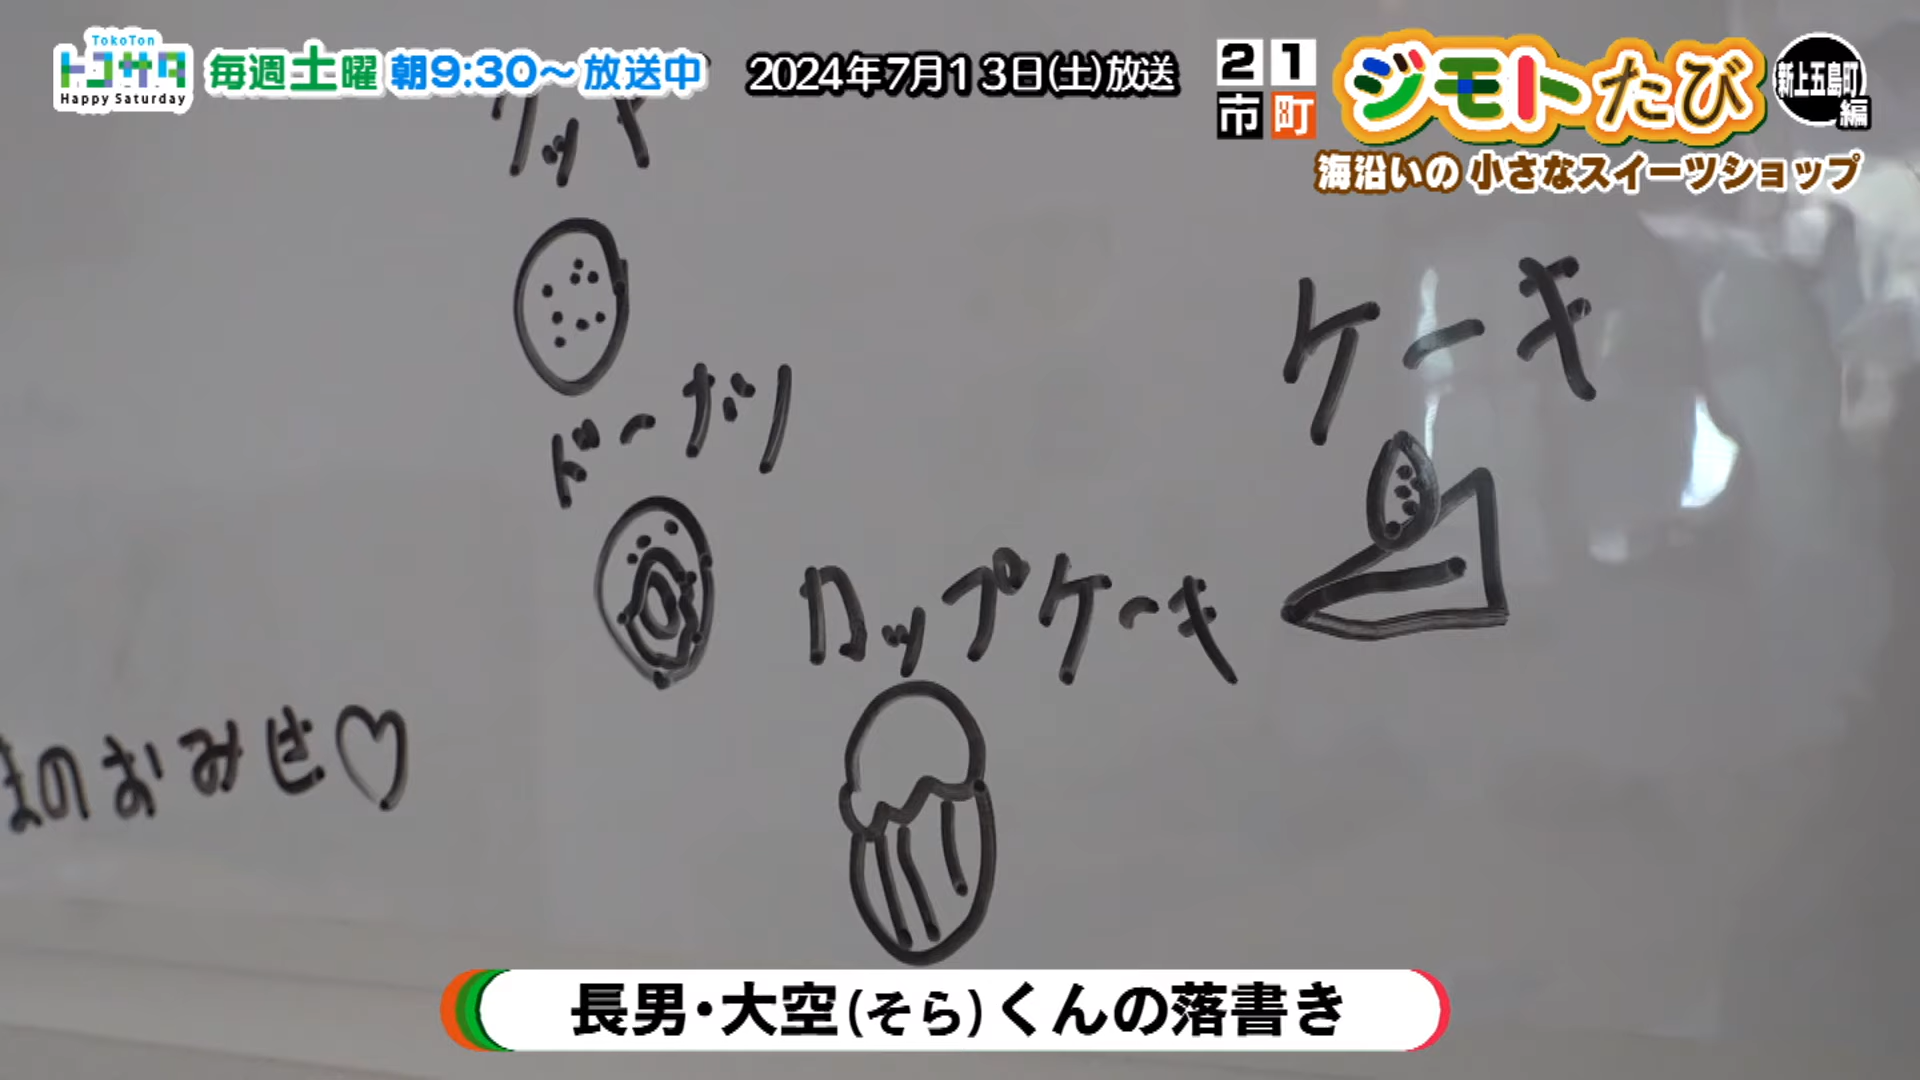 TokoTon
トコサタ
Happy Saturday
毎週土曜 朝9:30〜放送中
2024年7月13日(土)放送
21
市町
ジモトたび
新上五島町編
海沿いの 小さなスイーツショップ
ケーキ
ドーナツ
カップケーキ
まのおみせ♡
長男・大空(そら)くんの落書き